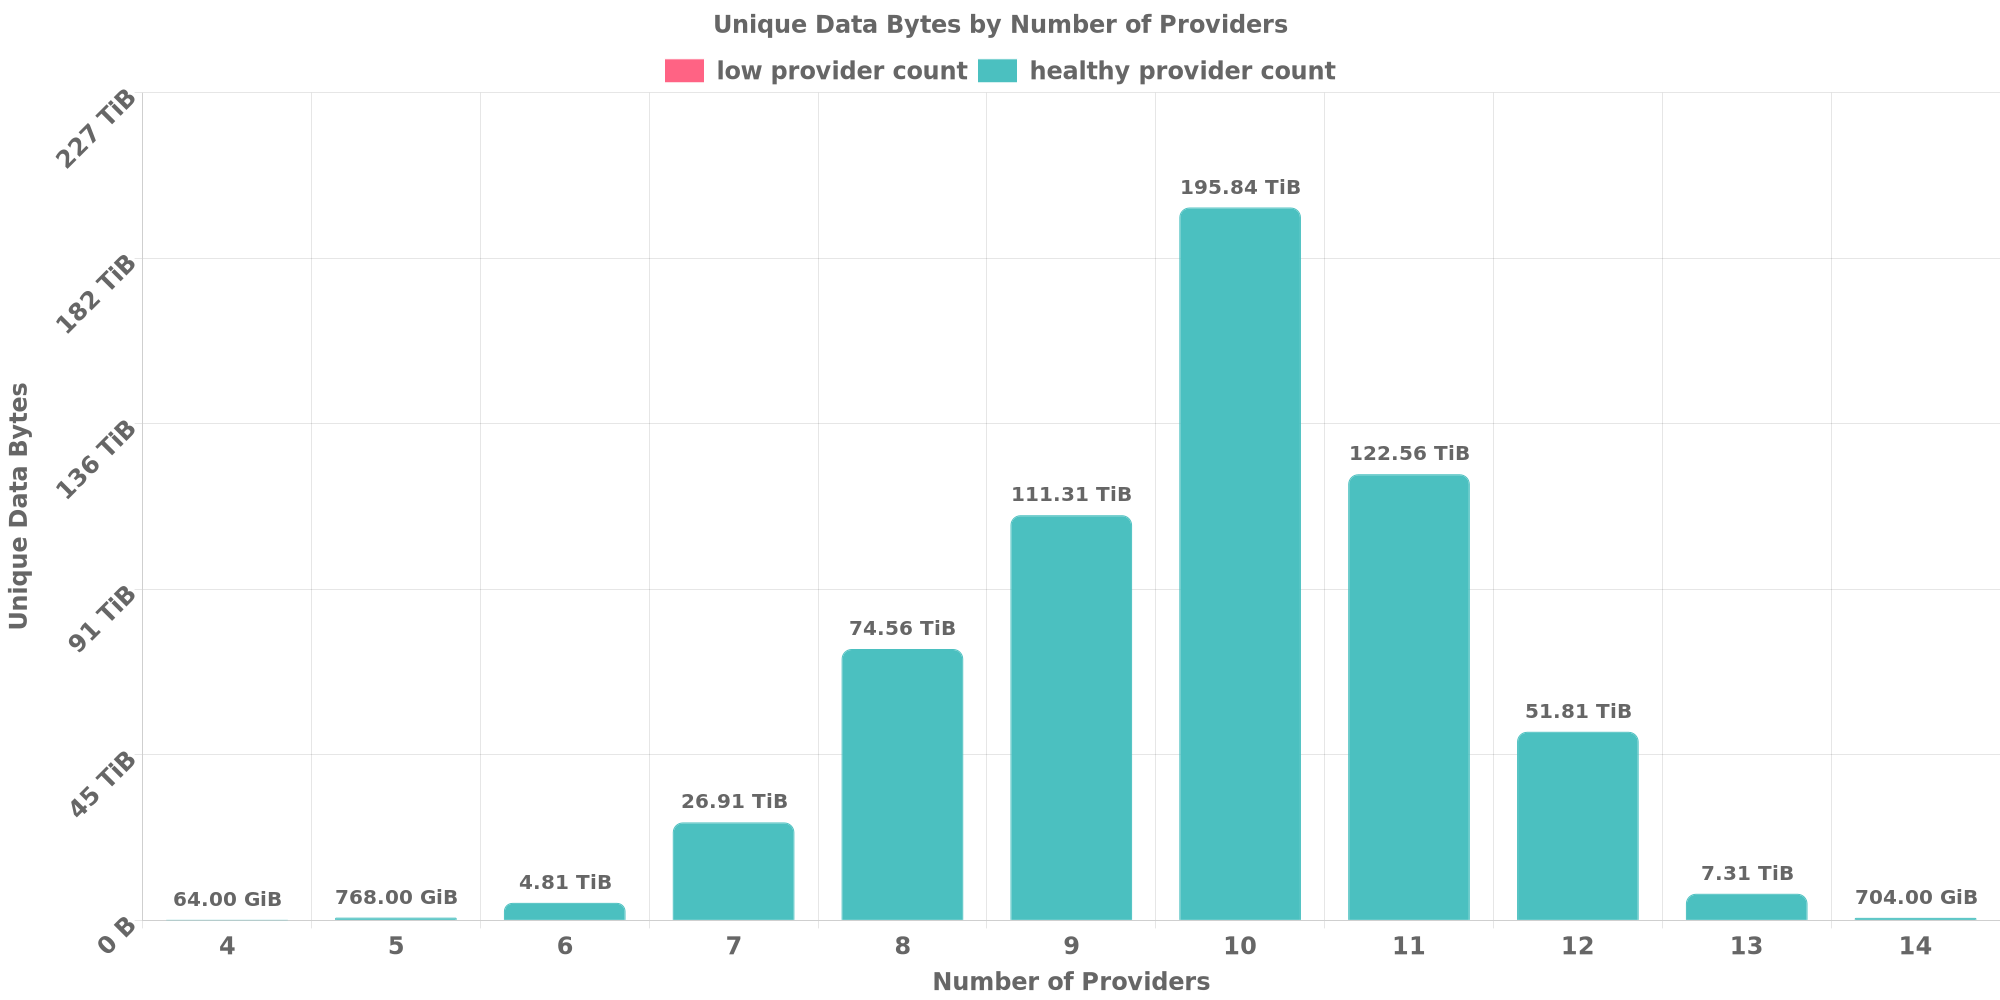 Unique Data Bytes by Number of Providers
low provider count healthy provider count
227 TiB
182 TiB
136 TiB
91 TiB
45 TiB
0 B
Unique Data Bytes
64.00 GiB
768.00 GiB
4.81 TiB
26.91 TiB
74.56 TiB
111.31 TiB
195.84 TiB
122.56 TiB
51.81 TiB
7.31 TiB
704.00 GiB
4 5 6 7 8 9 10 11 12 13 14
Number of Providers